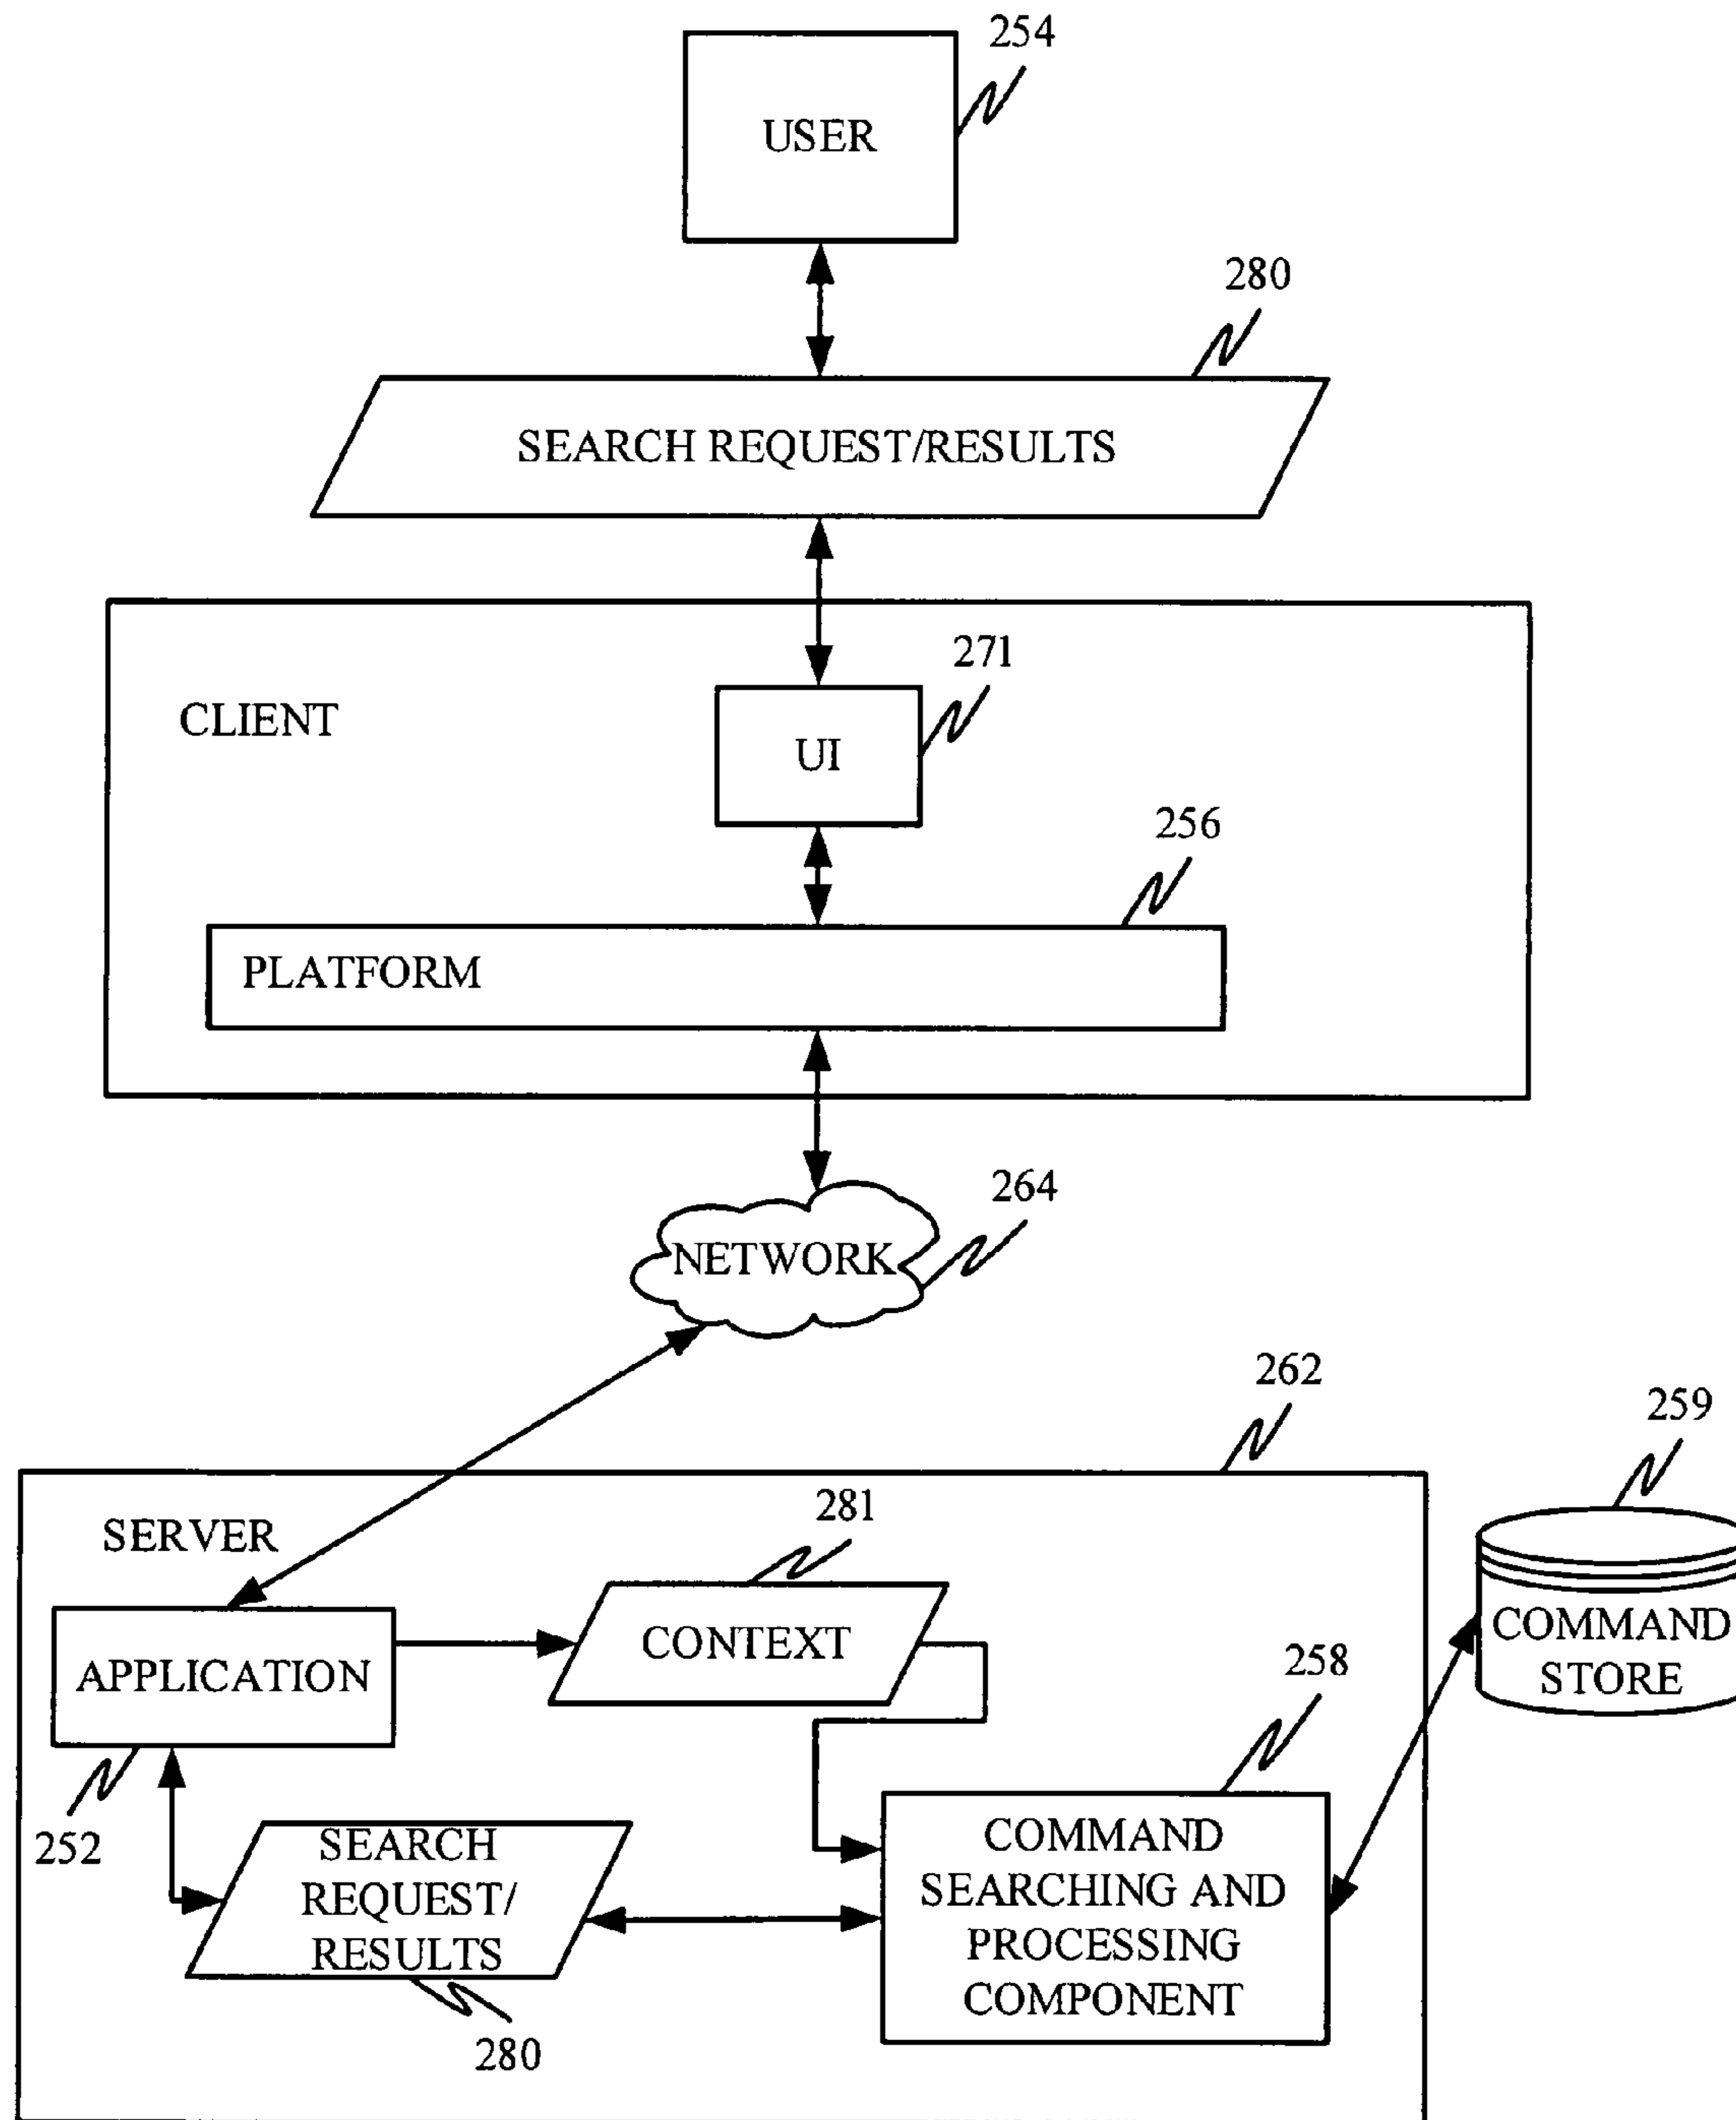 254
USER
280
SEARCH REQUEST/RESULTS
271
CLIENT
UI
256
PLATFORM
264
NETWORK
262
259
281
SERVER
CONTEXT
COMMAND
STORE
258
APPLICATION
252
SEARCH
REQUEST/
RESULTS
COMMAND
SEARCHING AND
PROCESSING
COMPONENT
280